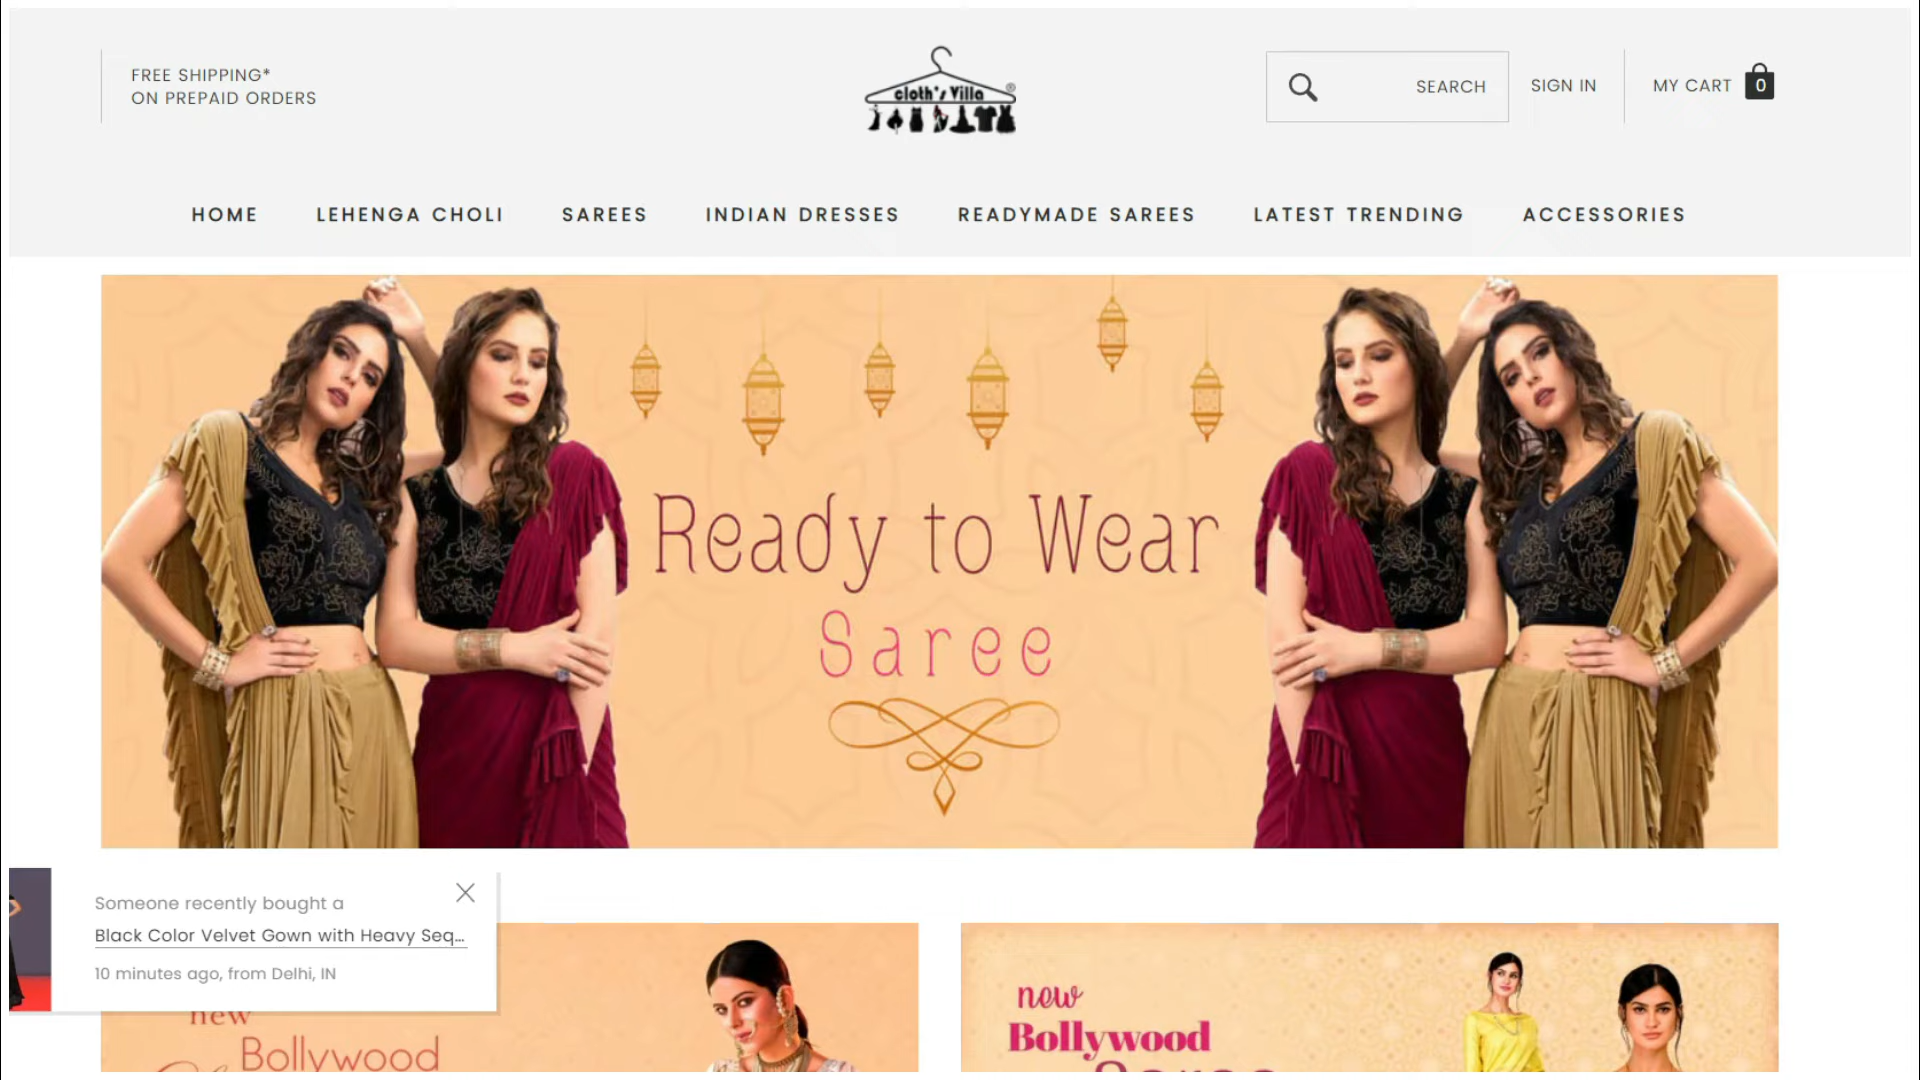 FREE SHIPPING*
ON PREPAID ORDERS
cloth's Villa ®
SEARCH
SIGN IN
MY CART 0
HOME LEHENGA CHOLI SAREES INDIAN DRESSES READYMADE SAREES LATEST TRENDING ACCESSORIES
Ready to Wear
Saree
Someone recently bought a
Black Color Velvet Gown with Heavy Seq...
10 minutes ago, from Delhi, IN
new
Bollywood
new
Bollywood